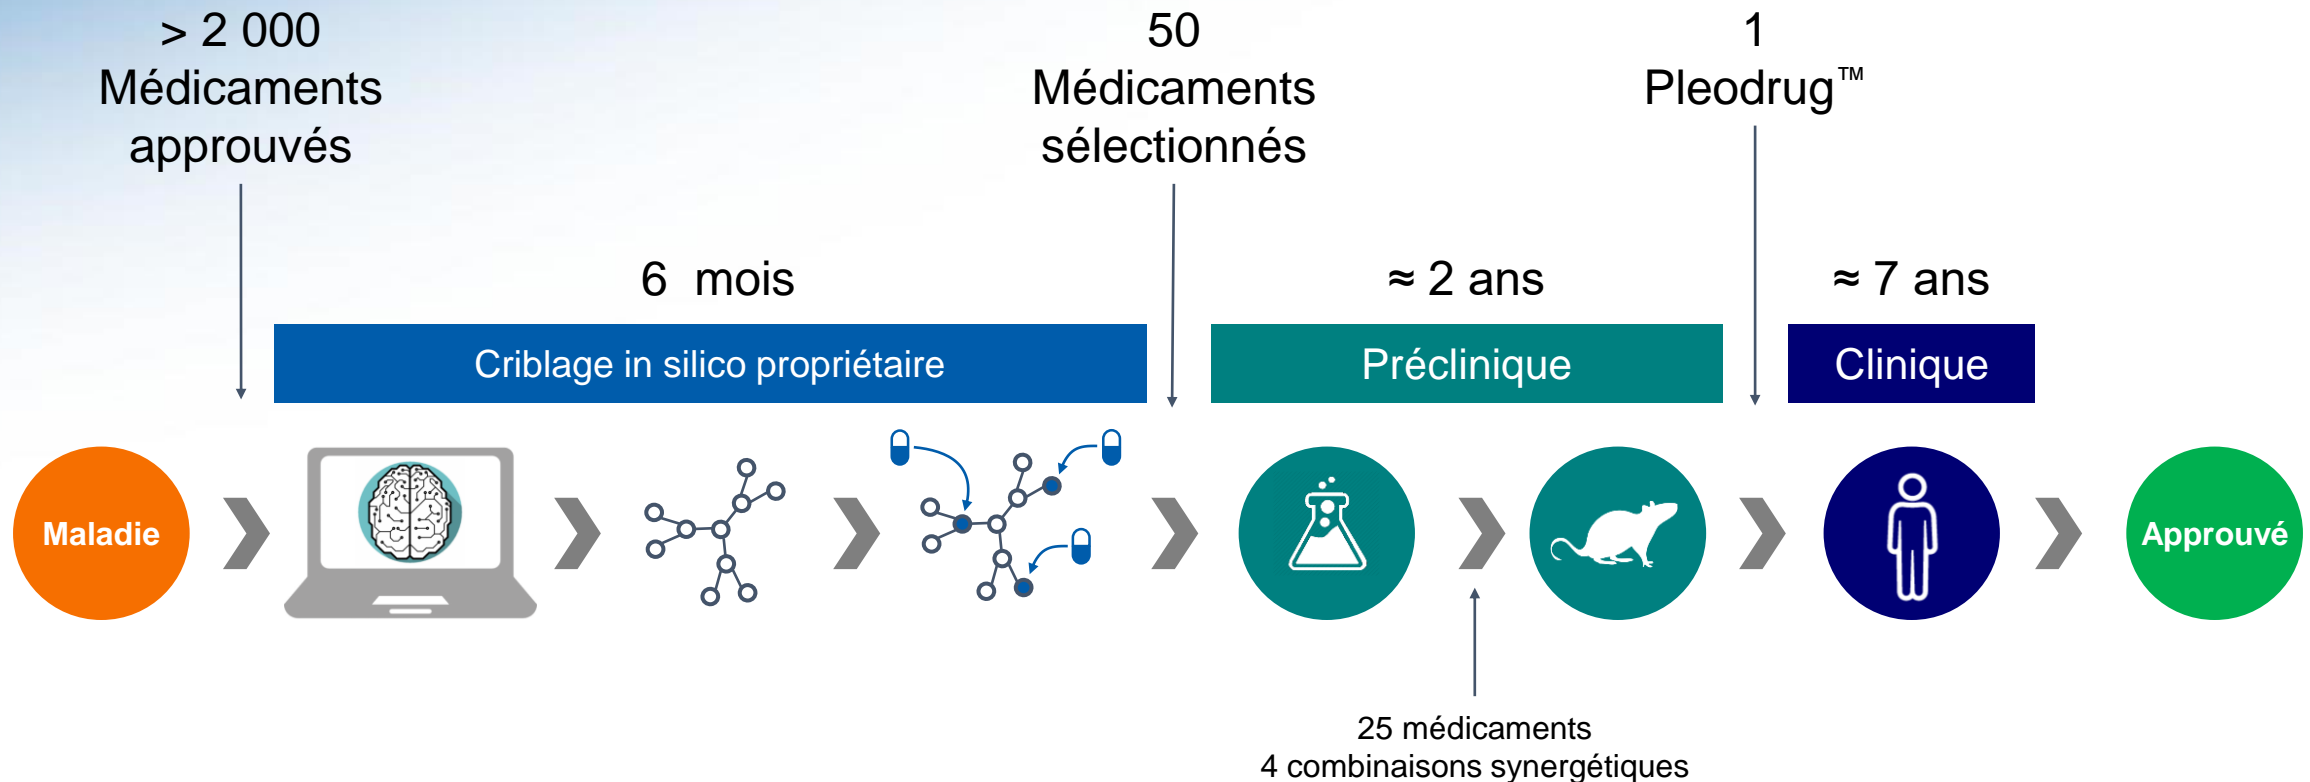 > 2 000
Médicaments
approuvés
50
Médicaments
sélectionnés
1
Pleodrug™
6 mois
≈ 2 ans
≈ 7 ans
Criblage in silico propriétaire
Préclinique
Clinique
Maladie
Approuvé
25 médicaments
4 combinaisons synergétiques